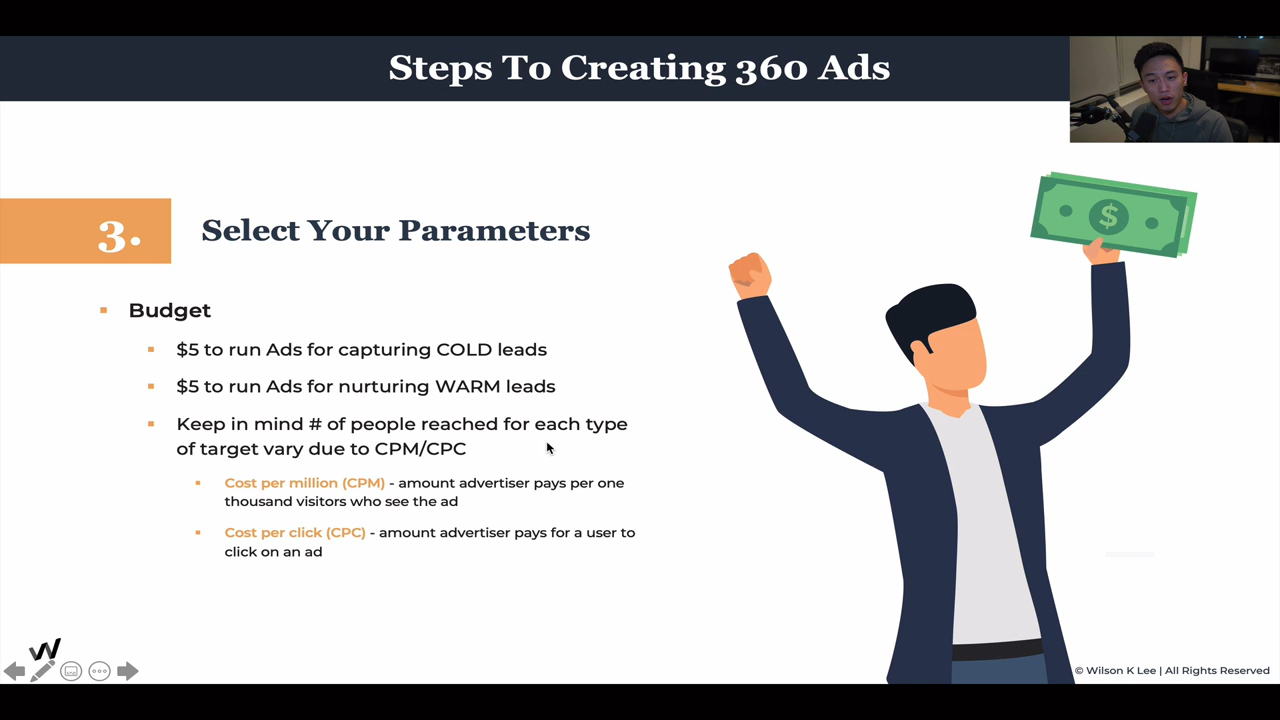 Steps To Creating 360 Ads
3.
Select Your Parameters
Budget
$5 to run Ads for capturing COLD leads
$5 to run Ads for nurturing WARM leads
Keep in mind # of people reached for each type
of target vary due to CPM/CPC
Cost per million (CPM) - amount advertiser pays per one
thousand visitors who see the ad
Cost per click (CPC) - amount advertiser pays for a user to
click on an ad
$
W
© Wilson K Lee | All Rights Reserved